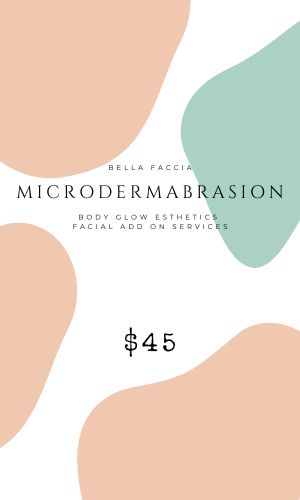 BELLA FACCIA
MICRODERMABRASION
BODY GLOW ESTHETICS
FACIAL ADD ON SERVICES
$45